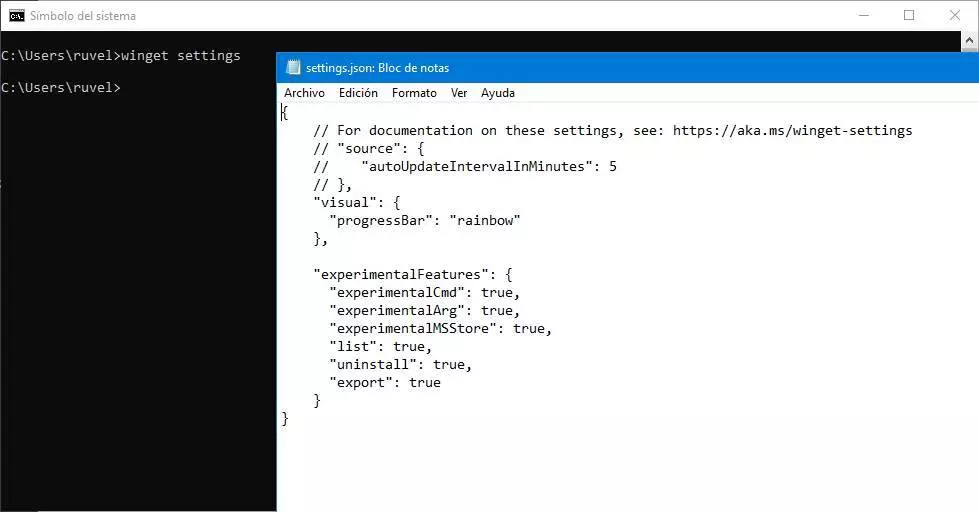 Símbolo del sistema
C:\Users\ruvel>winget settings
C:\Users\ruvel>
settings.json: Bloc de notas
Archivo Edición Formato Ver Ayuda
{
    // For documentation on these settings, see: https://aka.ms/winget-settings
    // "source": {
    //    "autoUpdateIntervalInMinutes": 5
    // },
    "visual": {
      "progressBar": "rainbow"
    },
    "experimentalFeatures": {
      "experimentalCmd": true,
      "experimentalArg": true,
      "experimentalMSStore": true,
      "list": true,
      "uninstall": true,
      "export": true
    }
}